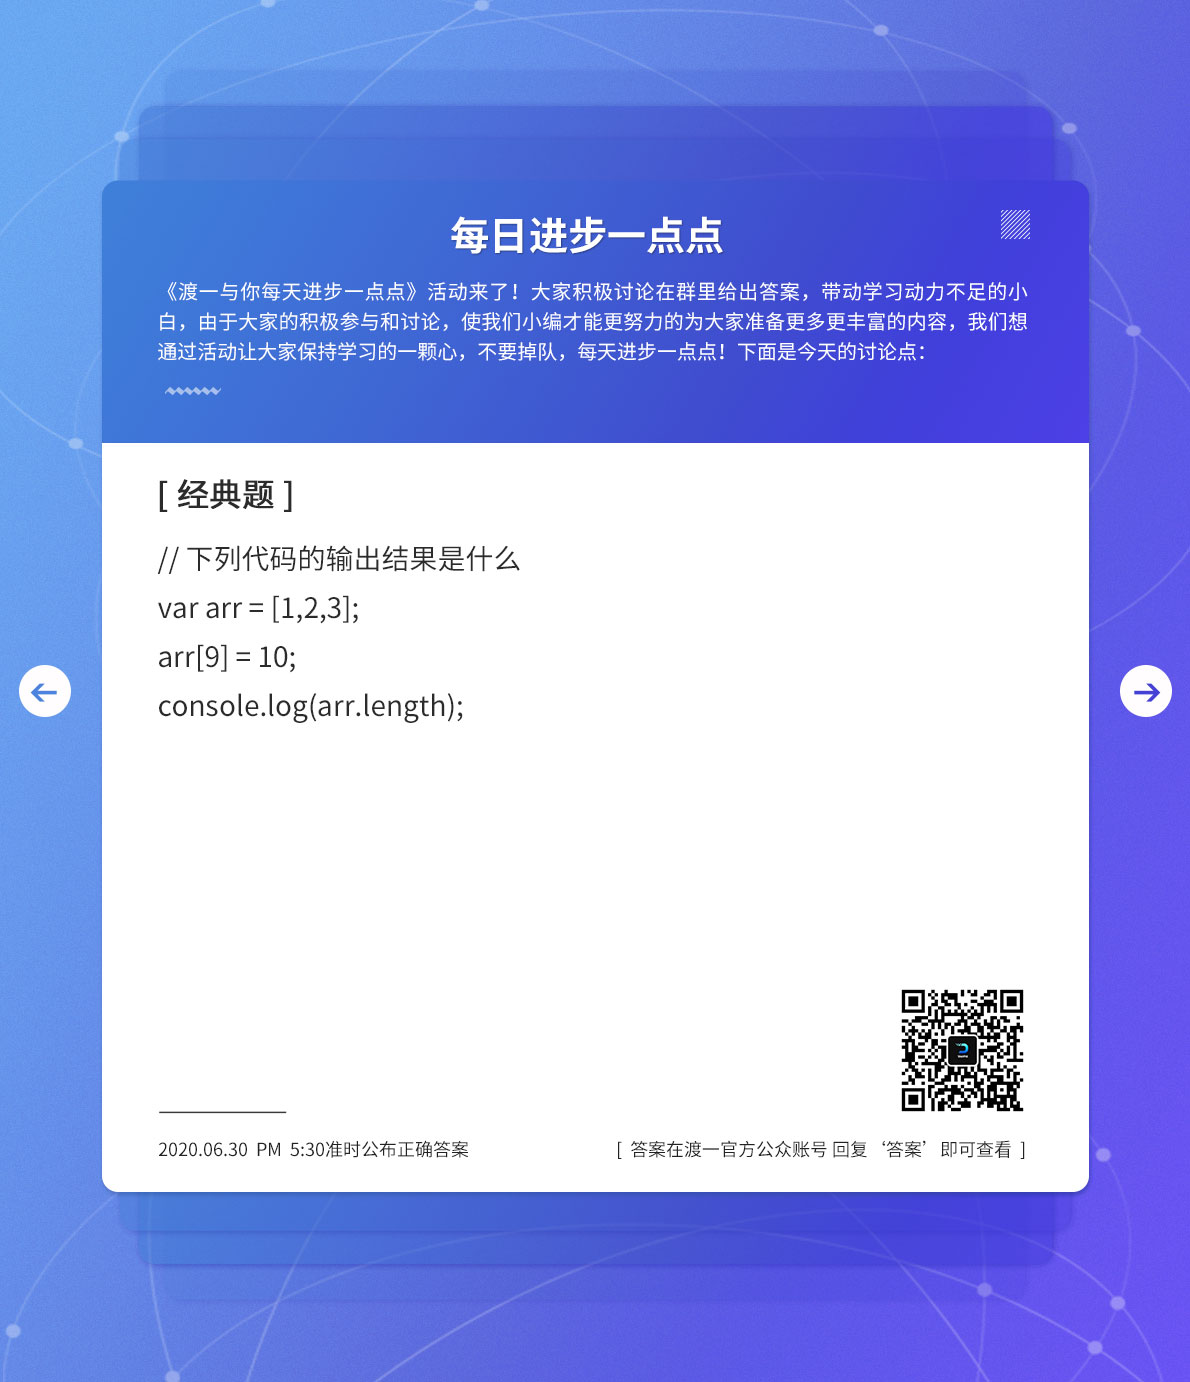 每日进步一点点
《渡一与你每天进步一点点》活动来了！大家积极讨论在群里给出答案，带动学习动力不足的小
白，由于大家的积极参与和讨论，使我们小编才能更努力的为大家准备更多更丰富的内容，我们想
通过活动让大家保持学习的一颗心，不要掉队，每天进步一点点！下面是今天的讨论点：
[ 经典题 ]
// 下列代码的输出结果是什么
var arr = [1,2,3];
arr[9] = 10;
console.log(arr.length);
2020.06.30 PM 5:30准时公布正确答案
[ 答案在渡一官方公众账号 回复‘答案’即可查看 ]